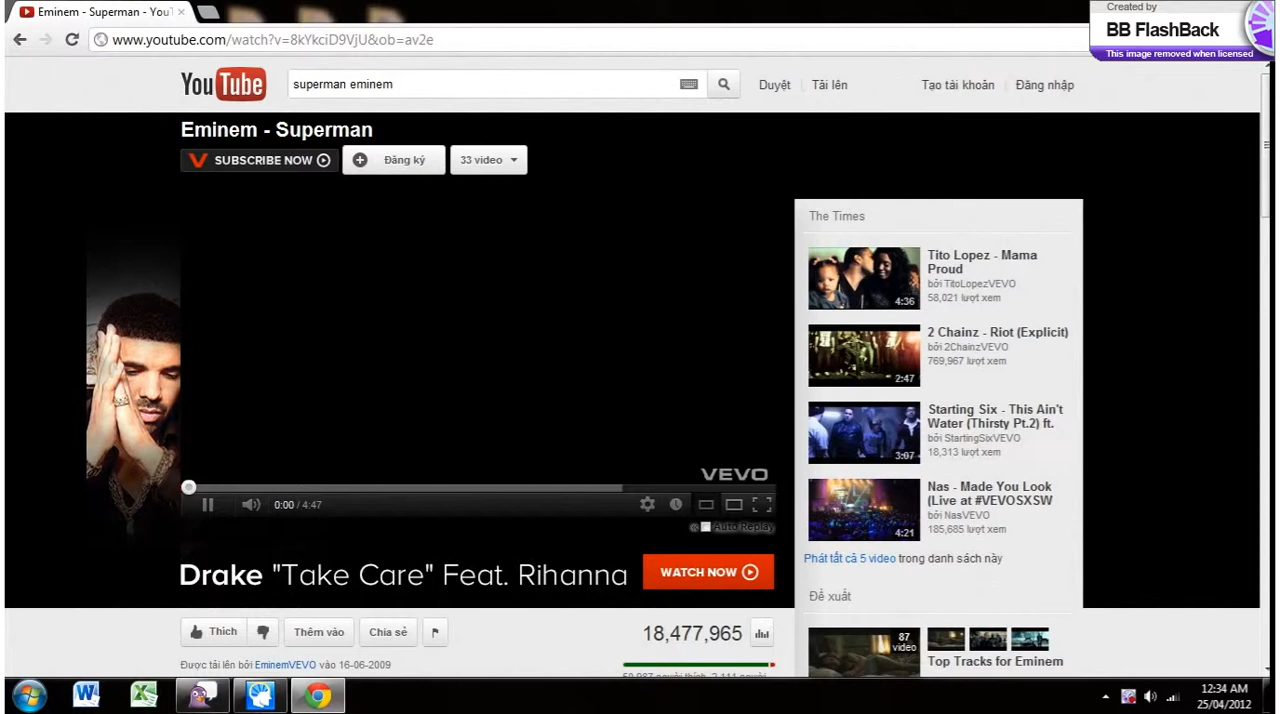 Eminem - Superman - You
Created by
BB FlashBack
This image removed when licensed
www.youtube.com/watch?v=8kYkciD9VjU&ob=av2e
YouTube
superman eminem
Duyệt
Tải lên
Tạo tài khoản
Đăng nhập
Eminem - Superman
SUBSCRIBE NOW
Đăng ký
33 video
The Times
Tito Lopez - Mama
Proud
bởi TitoLopezVEVO
58,021 lượt xem
4:36
2 Chainz - Riot (Explicit)
bởi 2ChainzVEVO
769,967 lượt xem
2:47
Starting Six - This Ain't
Water (Thirsty Pt.2) ft.
bởi StartingSixVEVO
18,313 lượt xem
3:07
Nas - Made You Look
(Live at #VEVOSXSW
bởi NasVEVO
185,685 lượt xem
4:21
VEVO
0:00 / 4:47
Auto Replay
Phát tất cả 5 video trong danh sách này
Drake "Take Care" Feat. Rihanna
WATCH NOW
Đề xuất
Thích
Thêm vào
Chia sẻ
18,477,965
87
video
Top Tracks for Eminem
Được tải lên bởi EminemVEVO vào 16-06-2009
59,987 người thích, 2,111 người
12:34 AM
25/04/2012